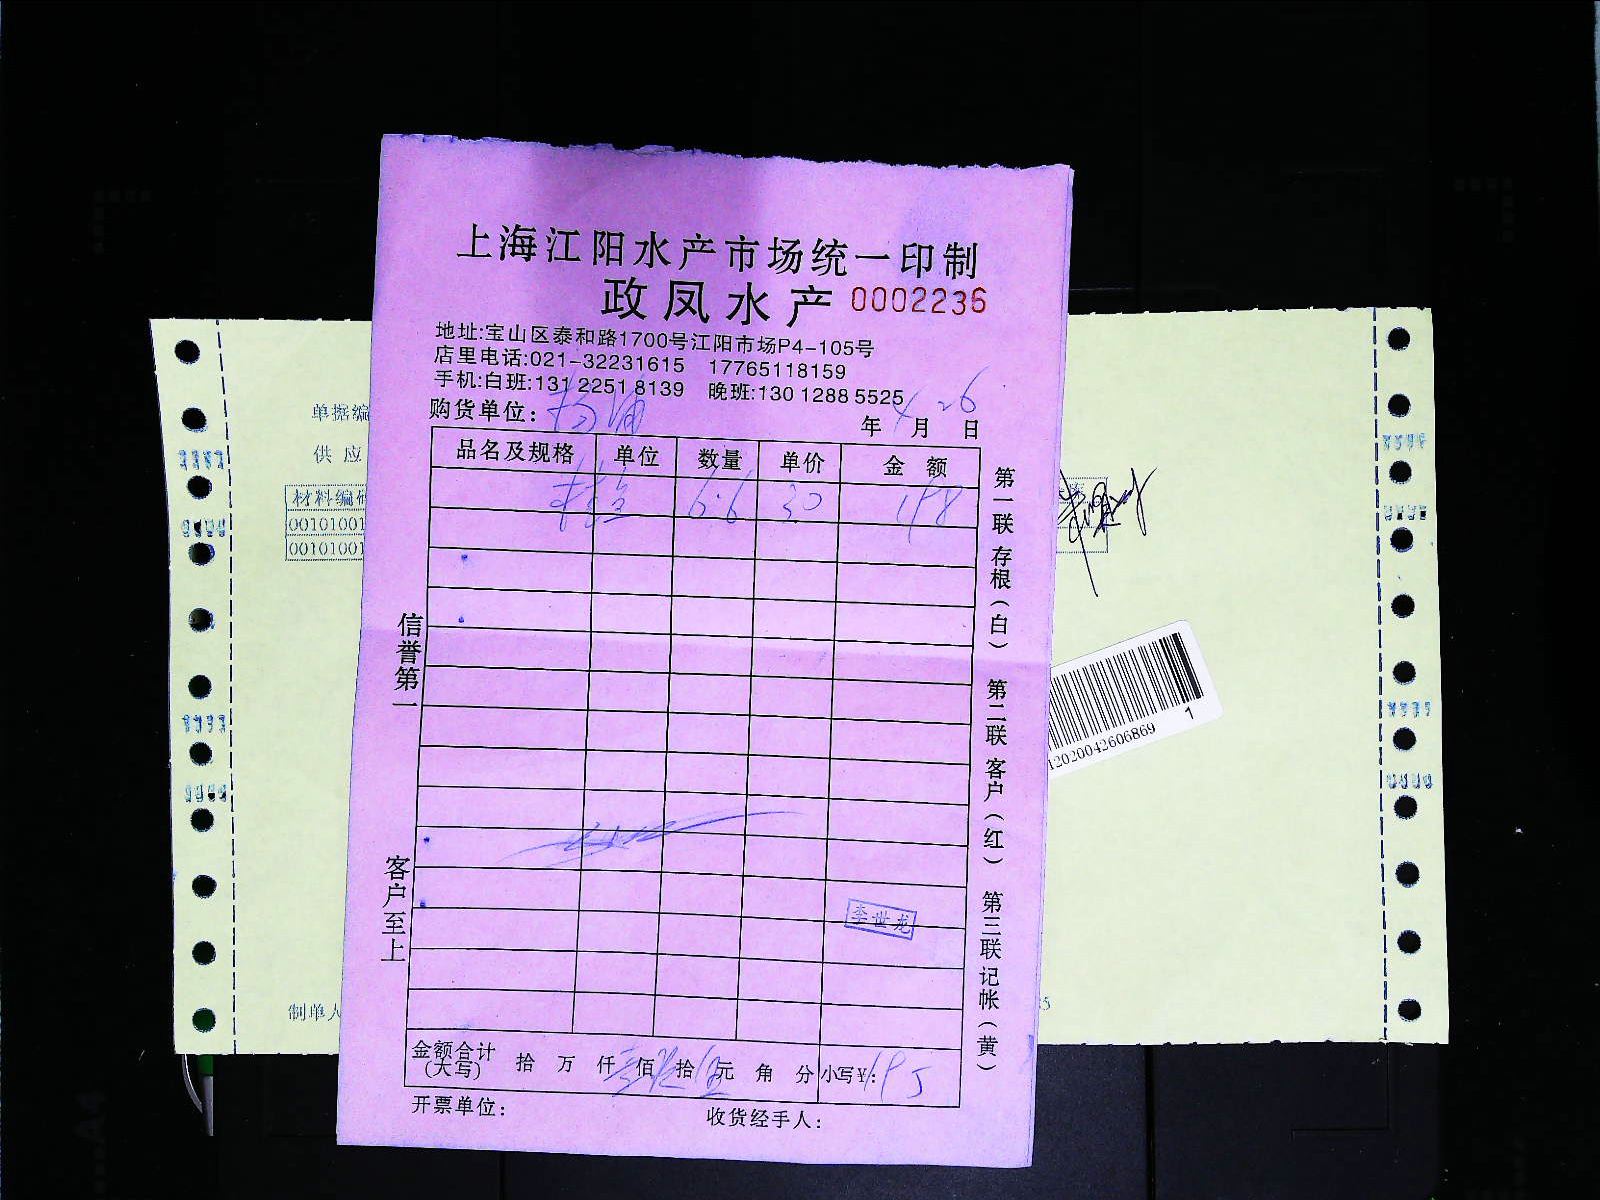 上海江阳水产市场统一印制
政凤水产 0002236
地址:宝山区泰和路1700号江阳市场P4-105号
店里电话:021-32231615 17765118159
手机:白班:131 2251 8139 晚班:130 1288 5525
购货单位: 杨浦 年 4 月 26 日
品名及规格 单位 数量 单价 金额
6.6 30 198
第一联 存根(白) 第二联 客户(红) 第三联 记帐(黄)
信誉第一
客户至上
李世龙
金额合计(大写) 拾 万 仟 佰 拾 元 角 分 小写¥: 195
开票单位: 收货经手人:
单据编
供应
材料编码
00101001
00101001
制单人
12020042606869
1